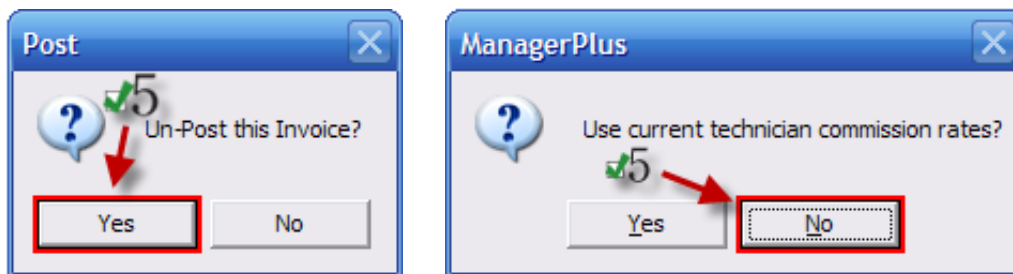 Post
5
Un-Post this Invoice?
Yes No
ManagerPlus
Use current technician commission rates?
5
Yes No